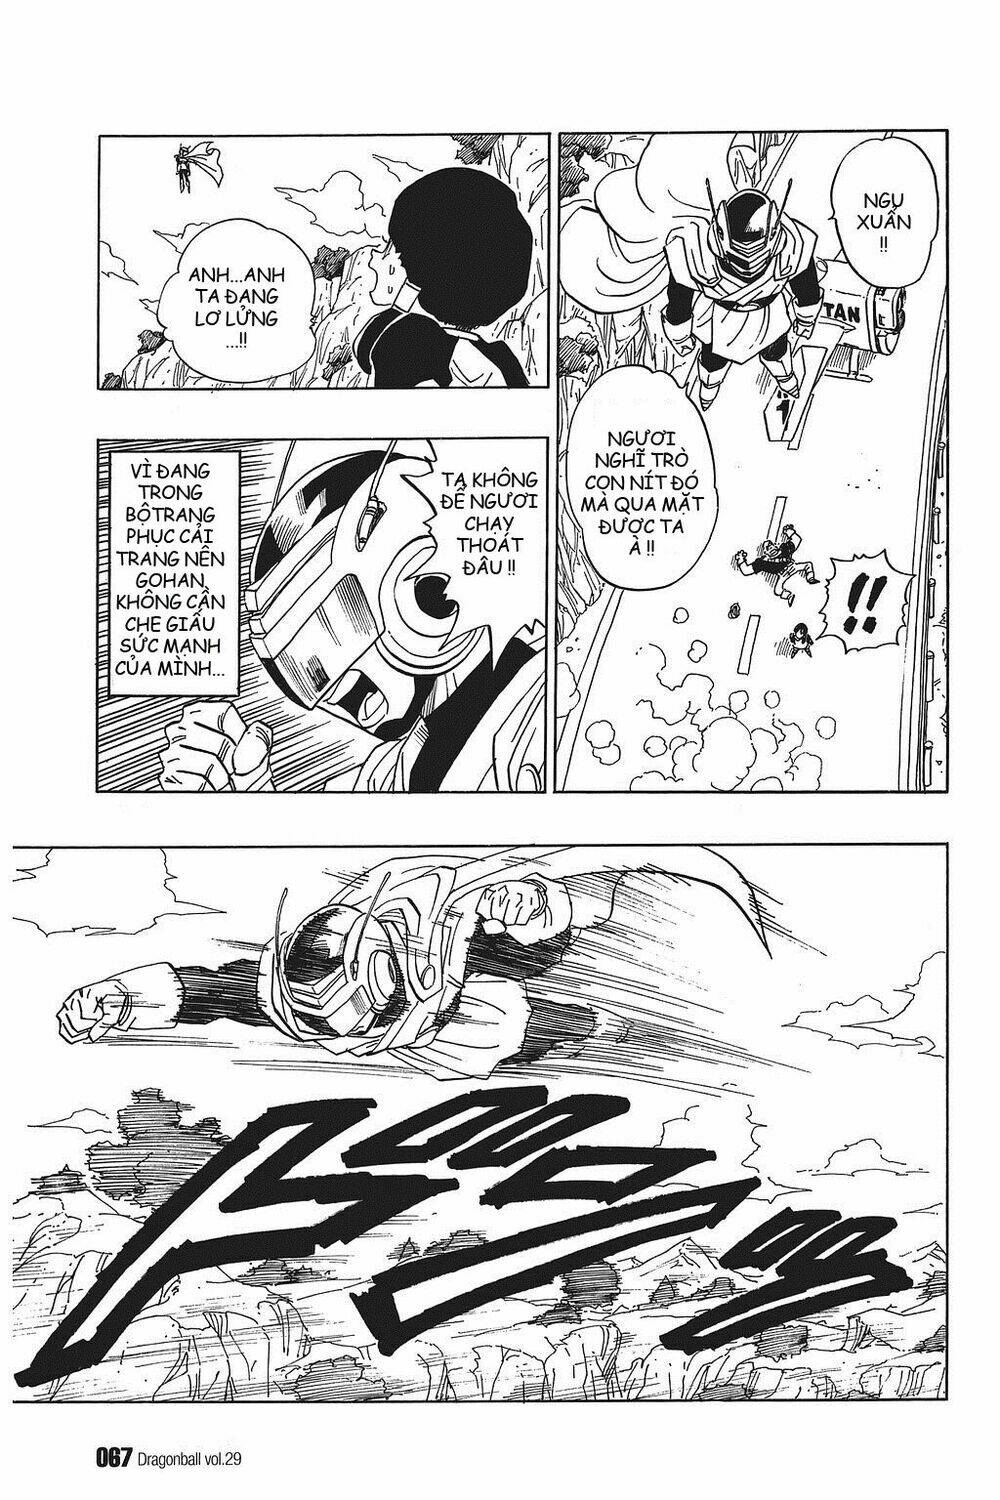 NGU
XUẨN
!!
TAN
L
1
NGƯƠI
NGHĨ TRÒ
CON NÍT ĐÓ
MÀ QUA MẶT
ĐƯỢC TA
À !!
!!
ANH...ANH
TA ĐANG
LƠ LỬNG
...!!
TA KHÔNG
ĐỂ NGƯƠI
CHẠY
THOÁT
ĐÂU !!
VÌ ĐANG
TRONG
BỘTRANG
PHỤC CẢI
TRANG NÊN
GOHAN
KHÔNG CẦN
CHE GIẤU
SỨC MẠNH
CỦA MÌNH...
067 Dragonball vol.29